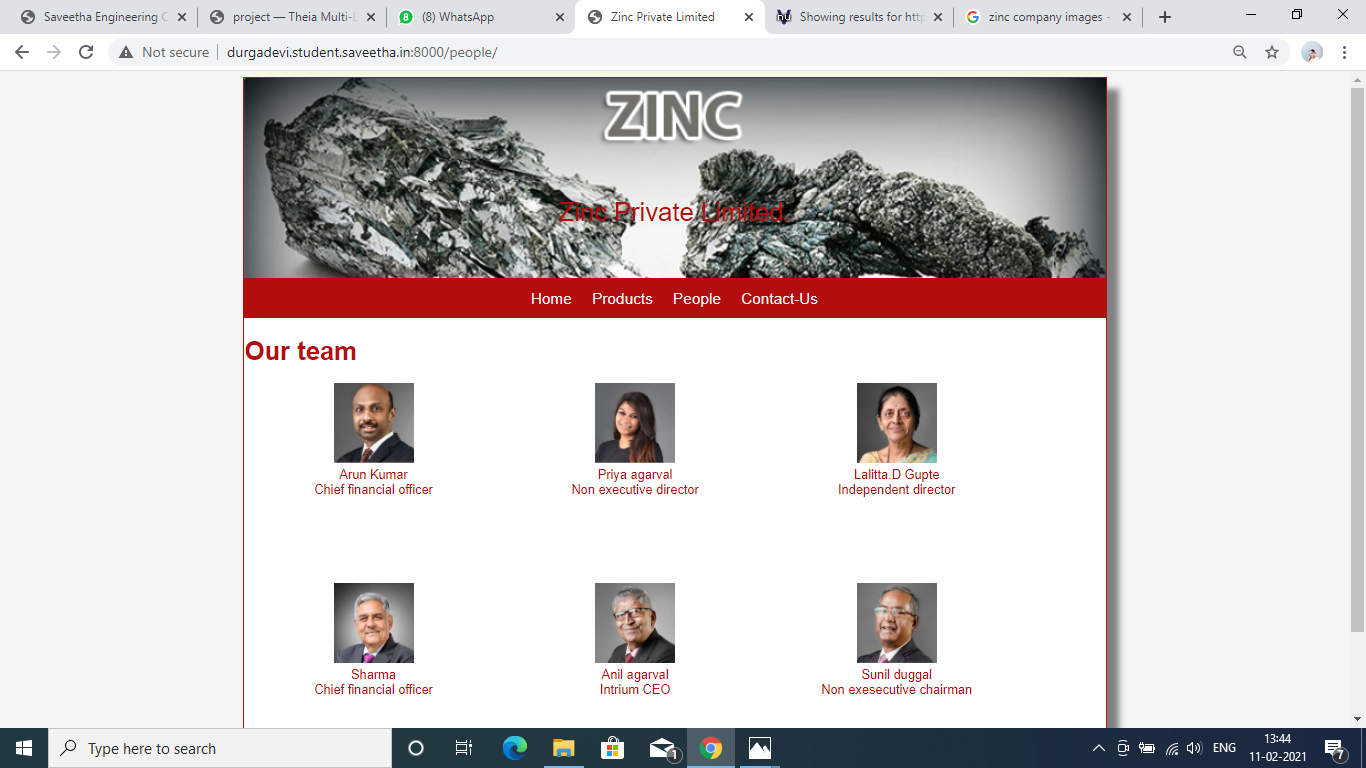 Saveetha Engineering C
project — Theia Multi-L
(8) WhatsApp
Zinc Private Limited
Showing results for http
zinc company images -
Not secure
durgadevi.student.saveetha.in:8000/people/
ZINC
Zinc Private Limited.
Home Products People Contact-Us
Our team
Arun Kumar
Chief financial officer
Priya agarval
Non executive director
Lalitta.D Gupte
Independent director
Sharma
Chief financial officer
Anil agarval
Intrium CEO
Sunil duggal
Non exesecutive chairman
Type here to search
1
ENG
13:44
11-02-2021
7